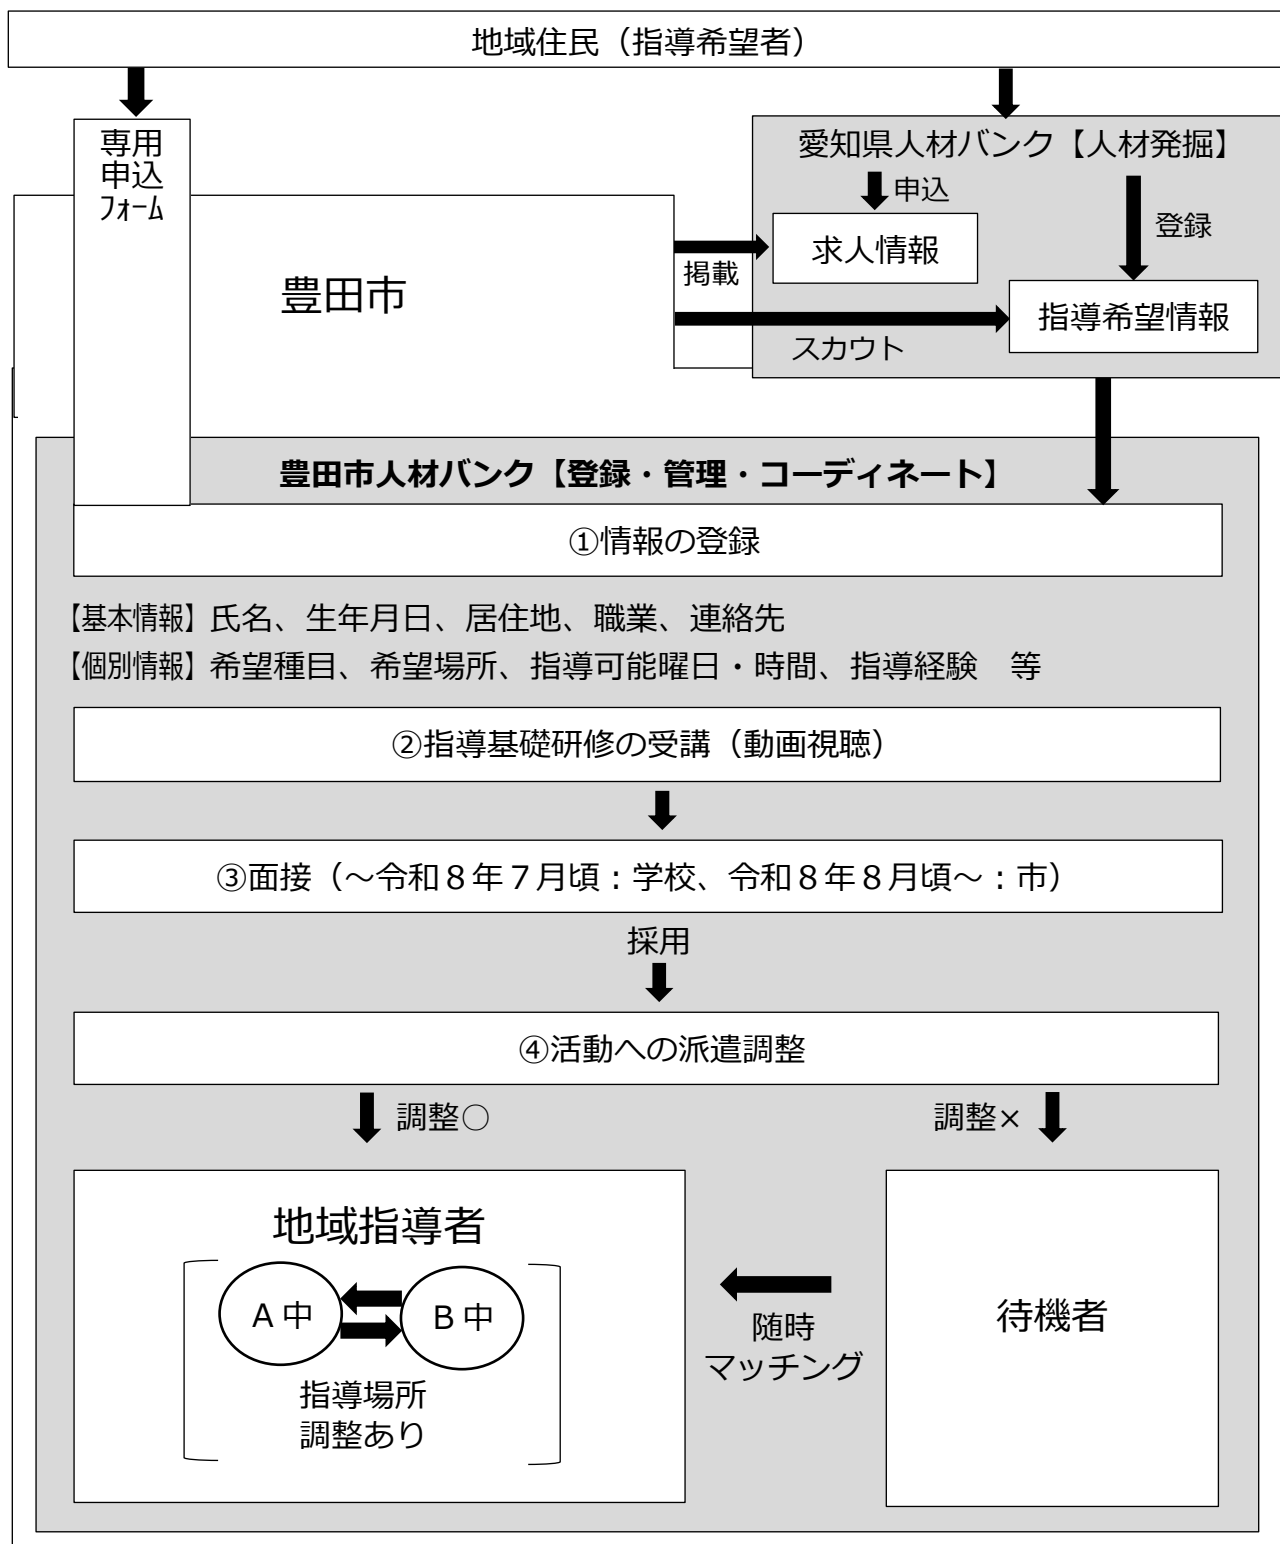 地域住民（指導希望者）
専用
申込
フォーム
愛知県人材バンク【人材発掘】
申込
登録
求人情報
掲載
豊田市
指導希望情報
スカウト
豊田市人材バンク【登録・管理・コーディネート】
①情報の登録
【基本情報】氏名、生年月日、居住地、職業、連絡先
【個別情報】希望種目、希望場所、指導可能曜日・時間、指導経験　等
②指導基礎研修の受講（動画視聴）
③面接（～令和８年７月頃：学校、令和８年８月頃～：市）
採用
④活動への派遣調整
調整○
調整×
地域指導者
A 中
B 中
指導場所
調整あり
随時
マッチング
待機者